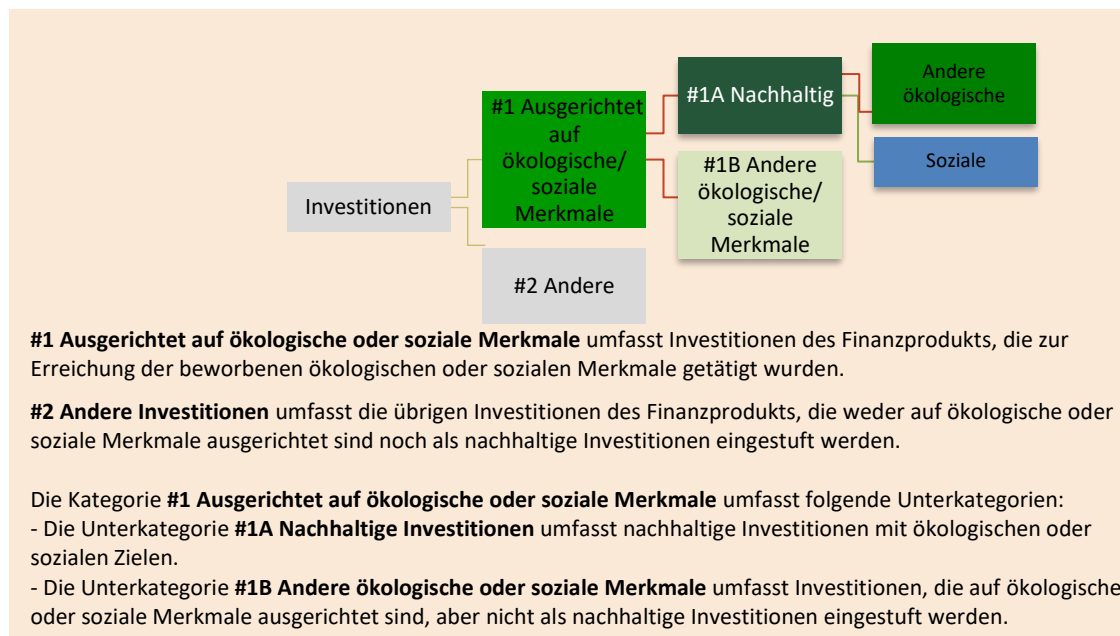 Investitionen
#1 Ausgerichtet
auf
ökologische/
soziale
Merkmale
#2 Andere
#1A Nachhaltig
#1B Andere
ökologische/
soziale
Merkmale
Andere
ökologische
Soziale
#1 Ausgerichtet auf ökologische oder soziale Merkmale umfasst Investitionen des Finanzprodukts, die zur
Erreichung der beworbenen ökologischen oder sozialen Merkmale getätigt wurden.
#2 Andere Investitionen umfasst die übrigen Investitionen des Finanzprodukts, die weder auf ökologische oder
soziale Merkmale ausgerichtet sind noch als nachhaltige Investitionen eingestuft werden.
Die Kategorie #1 Ausgerichtet auf ökologische oder soziale Merkmale umfasst folgende Unterkategorien:
- Die Unterkategorie #1A Nachhaltige Investitionen umfasst nachhaltige Investitionen mit ökologischen oder
sozialen Zielen.
- Die Unterkategorie #1B Andere ökologische oder soziale Merkmale umfasst Investitionen, die auf ökologische
oder soziale Merkmale ausgerichtet sind, aber nicht als nachhaltige Investitionen eingestuft werden.